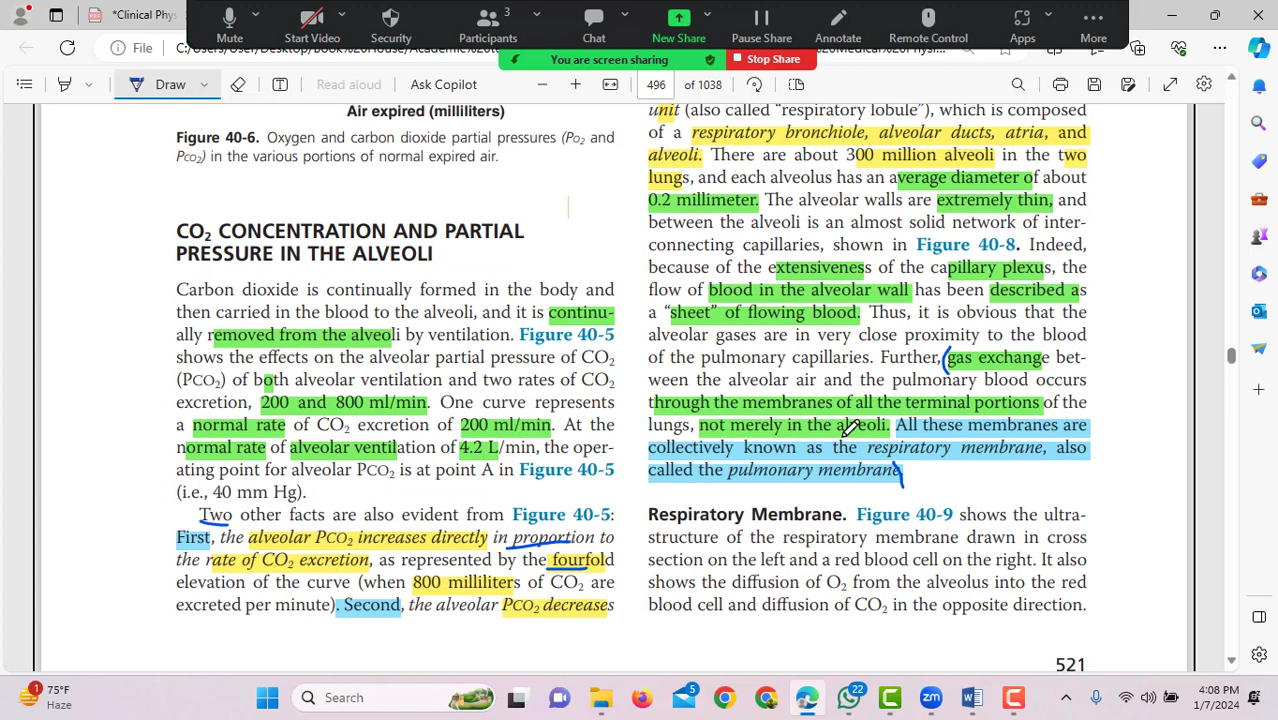 "Clinical Physi
Mute
Start Video
Security
3
Participants
Chat
New Share
Pause Share
Annotate
Remote Control
Apps
More
You are screen sharing
Stop Share
File
Draw
Read aloud
Ask Copilot
496 of 1038
Air expired (milliliters)
Figure 40-6. Oxygen and carbon dioxide partial pressures (PO2 and
PCO2) in the various portions of normal expired air.
CO2 CONCENTRATION AND PARTIAL
PRESSURE IN THE ALVEOLI
Carbon dioxide is continually formed in the body and
then carried in the blood to the alveoli, and it is continu-
ally removed from the alveoli by ventilation. Figure 40-5
shows the effects on the alveolar partial pressure of CO2
(PCO2) of both alveolar ventilation and two rates of CO2
excretion, 200 and 800 ml/min. One curve represents
a normal rate of CO2 excretion of 200 ml/min. At the
normal rate of alveolar ventilation of 4.2 L/min, the oper-
ating point for alveolar PCO2 is at point A in Figure 40-5
(i.e., 40 mm Hg).
Two other facts are also evident from Figure 40-5:
First, the alveolar PCO2 increases directly in proportion to
the rate of CO2 excretion, as represented by the fourfold
elevation of the curve (when 800 milliliters of CO2 are
excreted per minute). Second, the alveolar PCO2 decreases
unit (also called “respiratory lobule”), which is composed
of a respiratory bronchiole, alveolar ducts, atria, and
alveoli. There are about 300 million alveoli in the two
lungs, and each alveolus has an average diameter of about
0.2 millimeter. The alveolar walls are extremely thin, and
between the alveoli is an almost solid network of inter-
connecting capillaries, shown in Figure 40-8. Indeed,
because of the extensiveness of the capillary plexus, the
flow of blood in the alveolar wall has been described as
a “sheet” of flowing blood. Thus, it is obvious that the
alveolar gases are in very close proximity to the blood
of the pulmonary capillaries. Further, gas exchange bet-
ween the alveolar air and the pulmonary blood occurs
through the membranes of all the terminal portions of the
lungs, not merely in the alveoli. All these membranes are
collectively known as the respiratory membrane, also
called the pulmonary membrane.
Respiratory Membrane. Figure 40-9 shows the ultra-
structure of the respiratory membrane drawn in cross
section on the left and a red blood cell on the right. It also
shows the diffusion of O2 from the alveolus into the red
blood cell and diffusion of CO2 in the opposite direction.
521
1
75°F
Haze
Search
5
22
zm
4:08 PM
1/7/2024